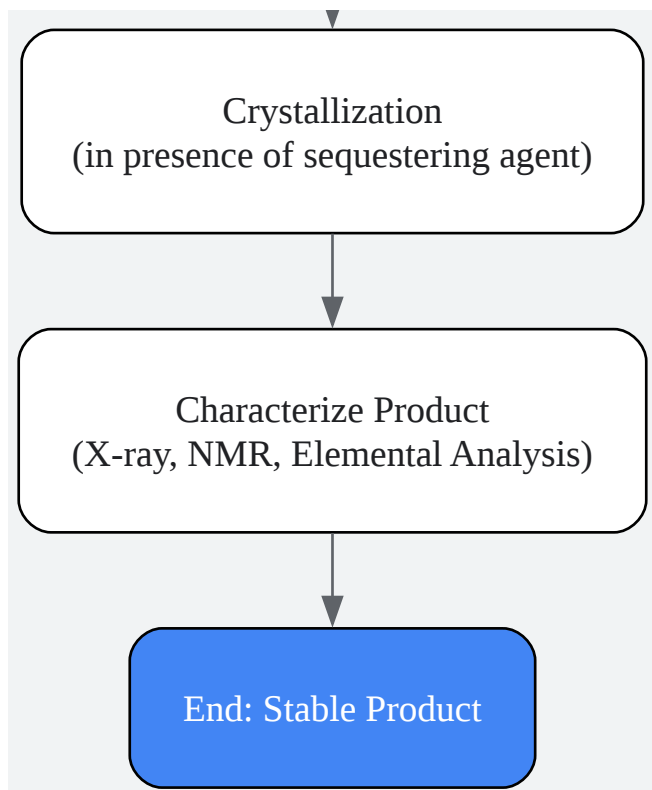 Crystallization
(in presence of sequestering agent)
Characterize Product
(X-ray, NMR, Elemental Analysis)
End: Stable Product